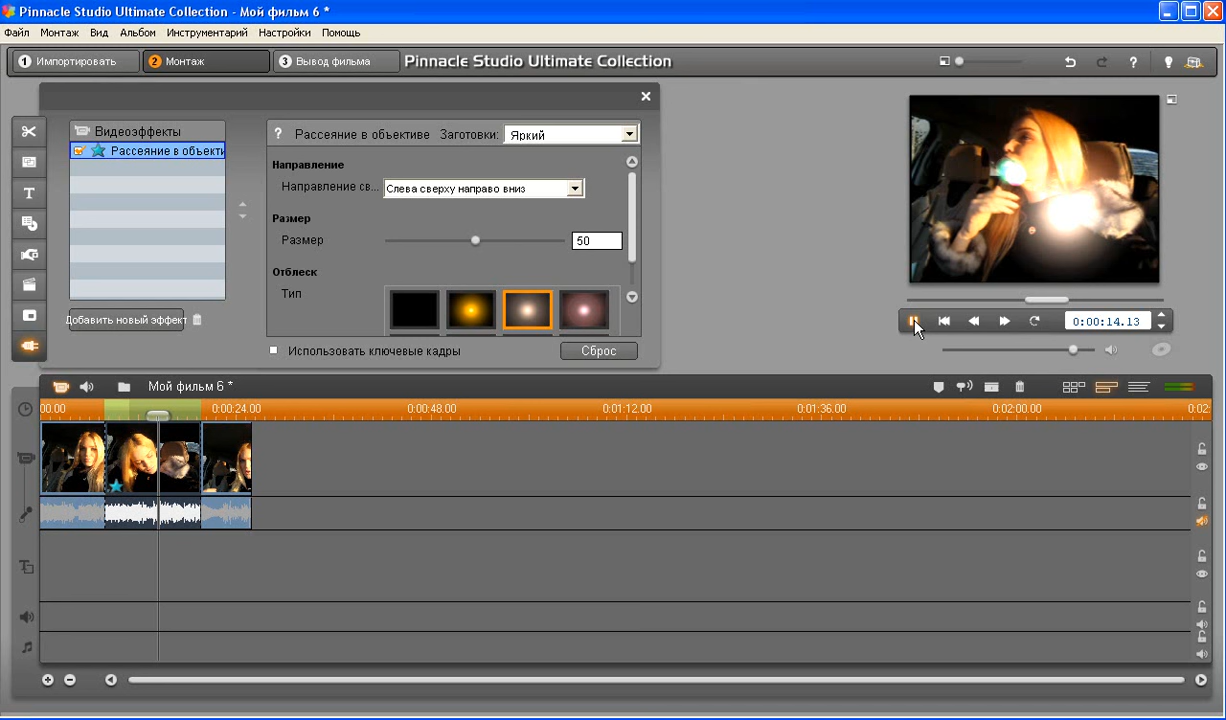 Pinnacle Studio Ultimate Collection - Мой фильм 6 *
Файл Монтаж Вид Альбом Инструментарий Настройки Помощь
1 Импортировать 2 Монтаж 3 Вывод фильма Pinnacle Studio Ultimate Collection
Видеоэффекты
Рассеяние в объекти
Добавить новый эффект
? Рассеяние в объективе Заготовки: Яркий
Направление
Направление св... Слева сверху направо вниз
Размер
Размер 50
Отблеск
Тип
Использовать ключевые кадры Сброс
0:00:14.13
Мой фильм 6 *
00.00 0:00:24.00 0:00:48.00 0:01:12.00 0:01:36.00 0:02:00.00 0:02: